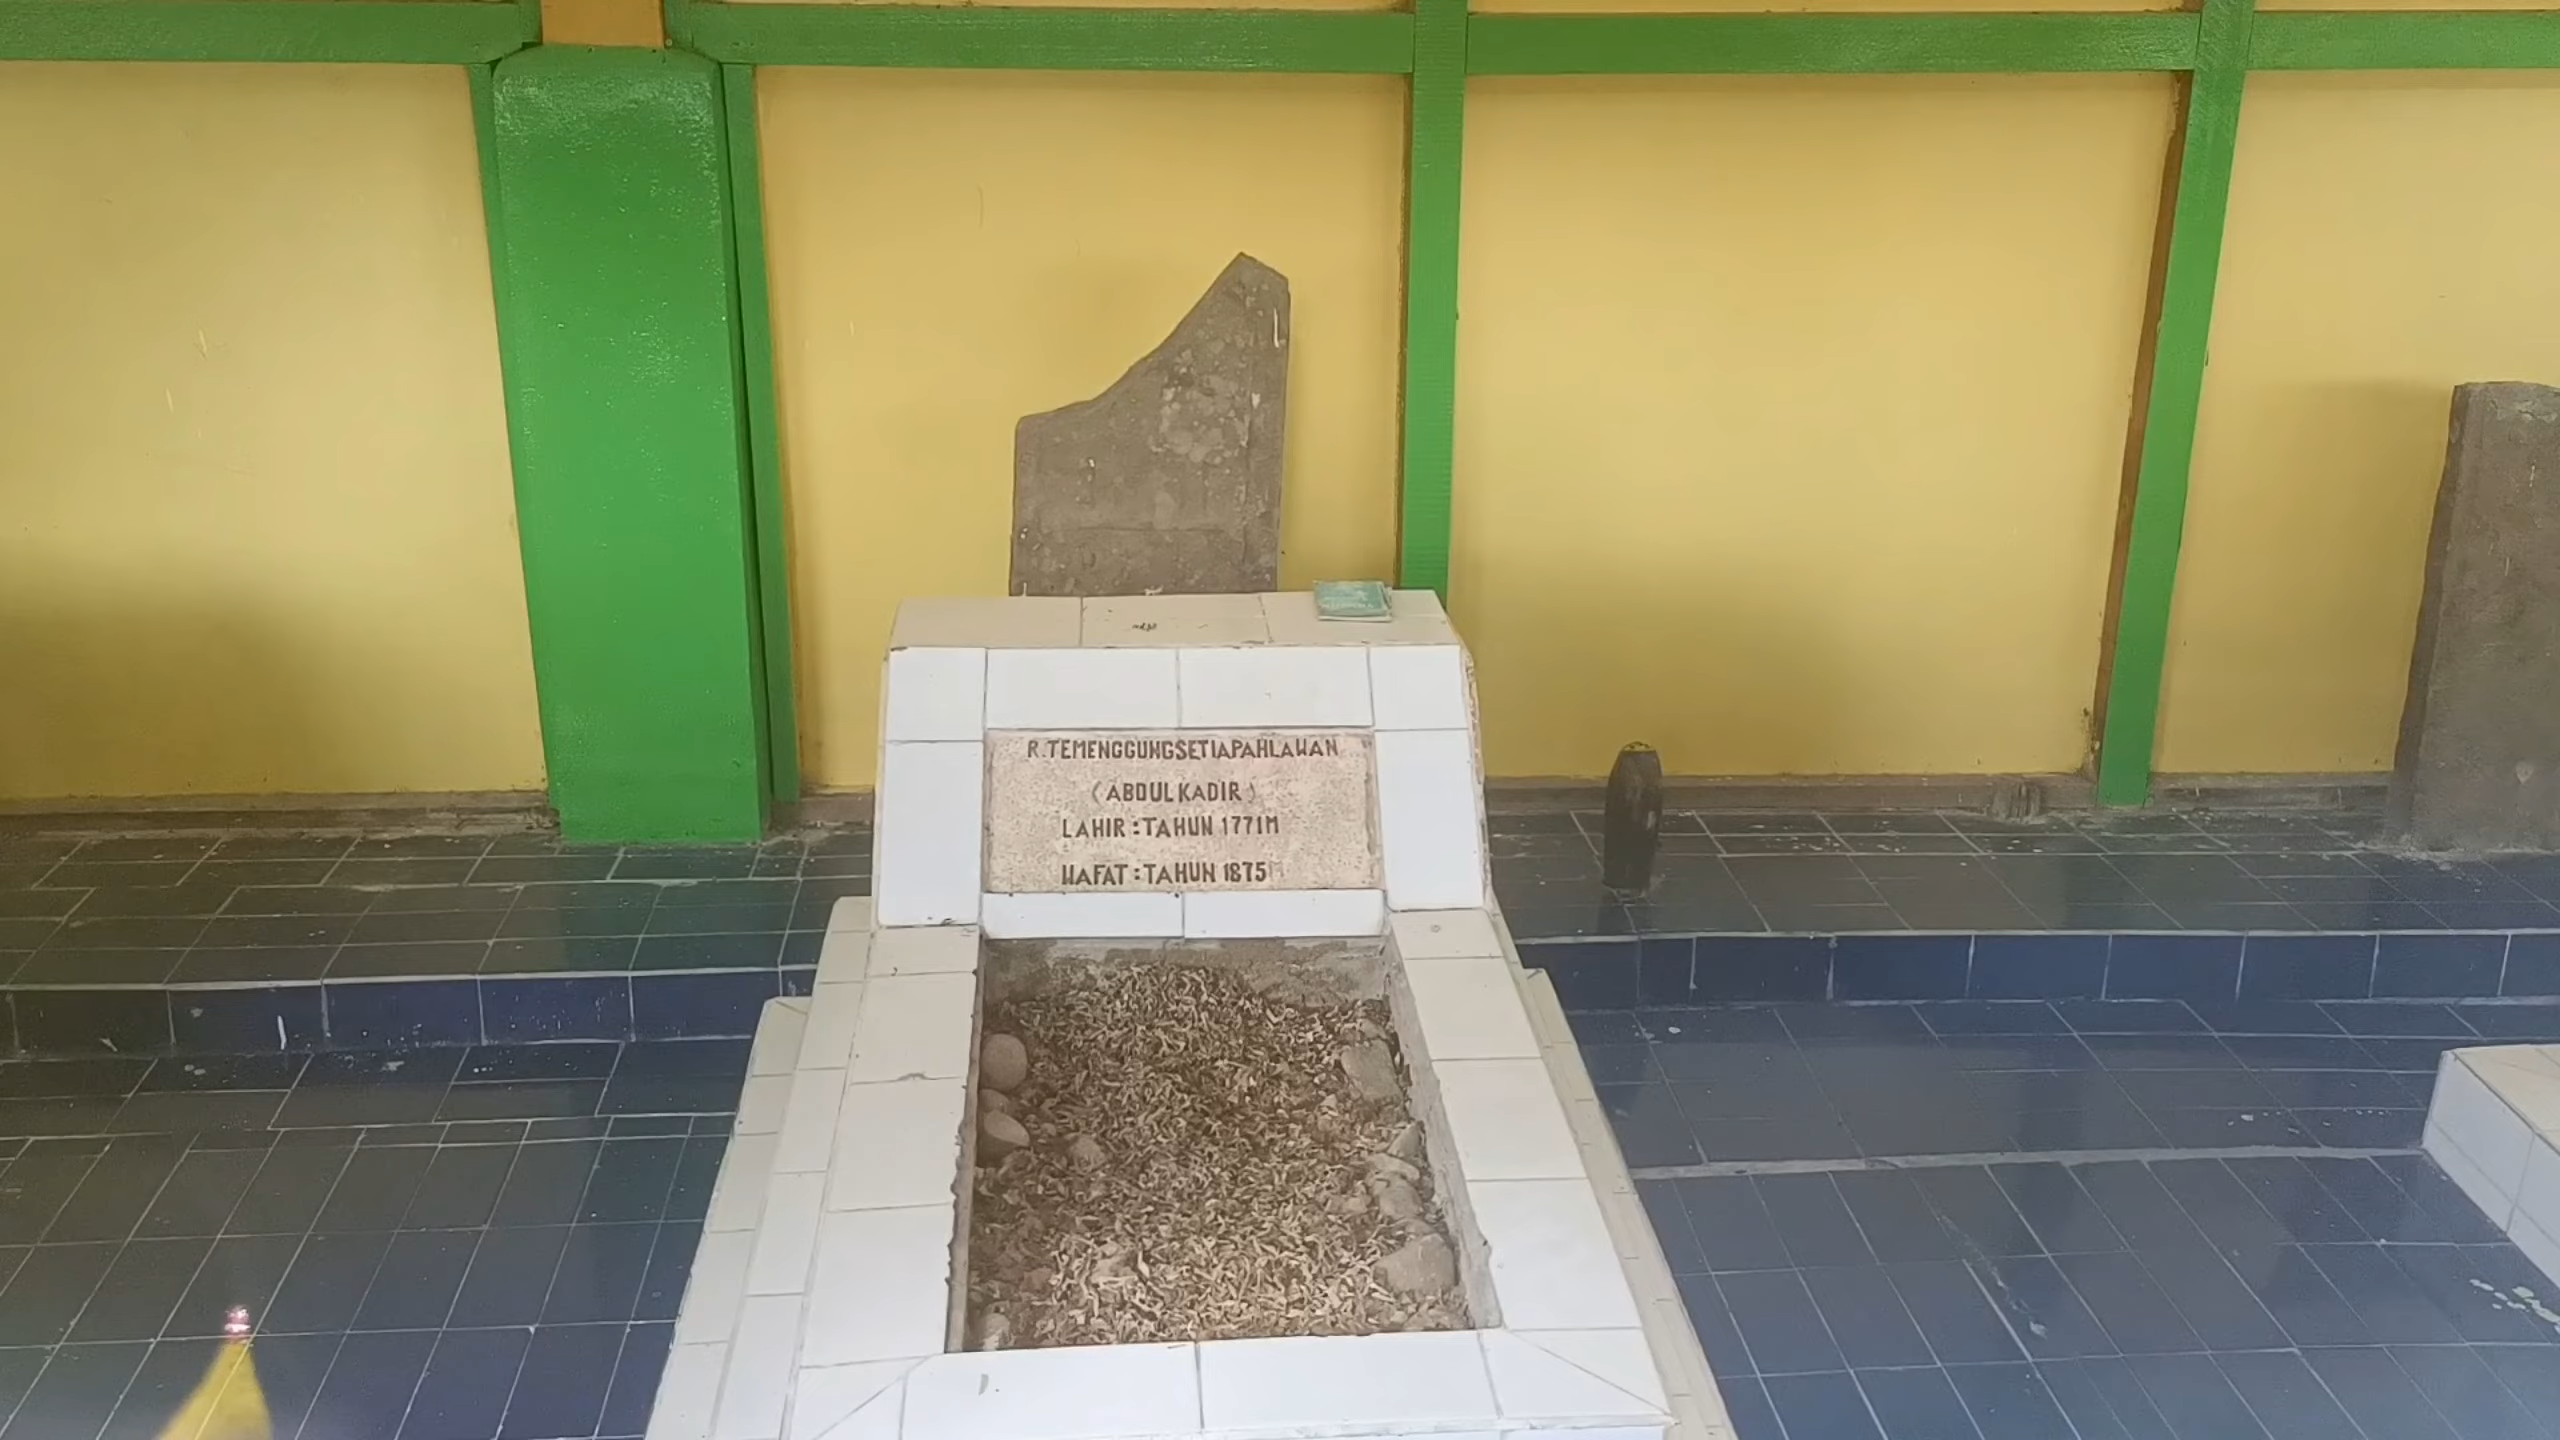 R.TEMENGGUNGSETIAPAHLAWAN
(ABDUL KADIR)
LAHIR : TAHUN 1771M
WAFAT : TAHUN 1875M